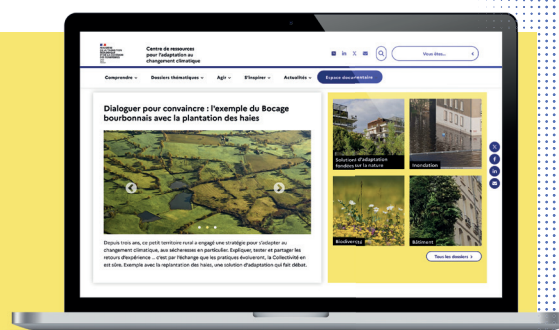 Centre de ressources
pour l'adaptation au
changement climatique
Vous êtes...
Comprendre
Dossiers thématiques
Agir
S'inspirer
Actualités
Espace documentaire
Dialoguer pour convaincre : l'exemple du Bocage
bourbonnais avec la plantation des haies
Depuis trois ans, ce petit territoire rural a engagé une stratégie pour s'adapter au
changement climatique, aux sécheresses en particulier. Expliquer, tester et partager les
retours d'expérience ... c'est par l'échange que les pratiques évolueront, la Collectivité en
est sûre. Exemple avec la replantation des haies, une solution d'adaptation qui fait débat.
Solutions d'adaptation
fondées sur la nature
Inondation
Biodiversité
Bâtiment
Tous les dossiers >